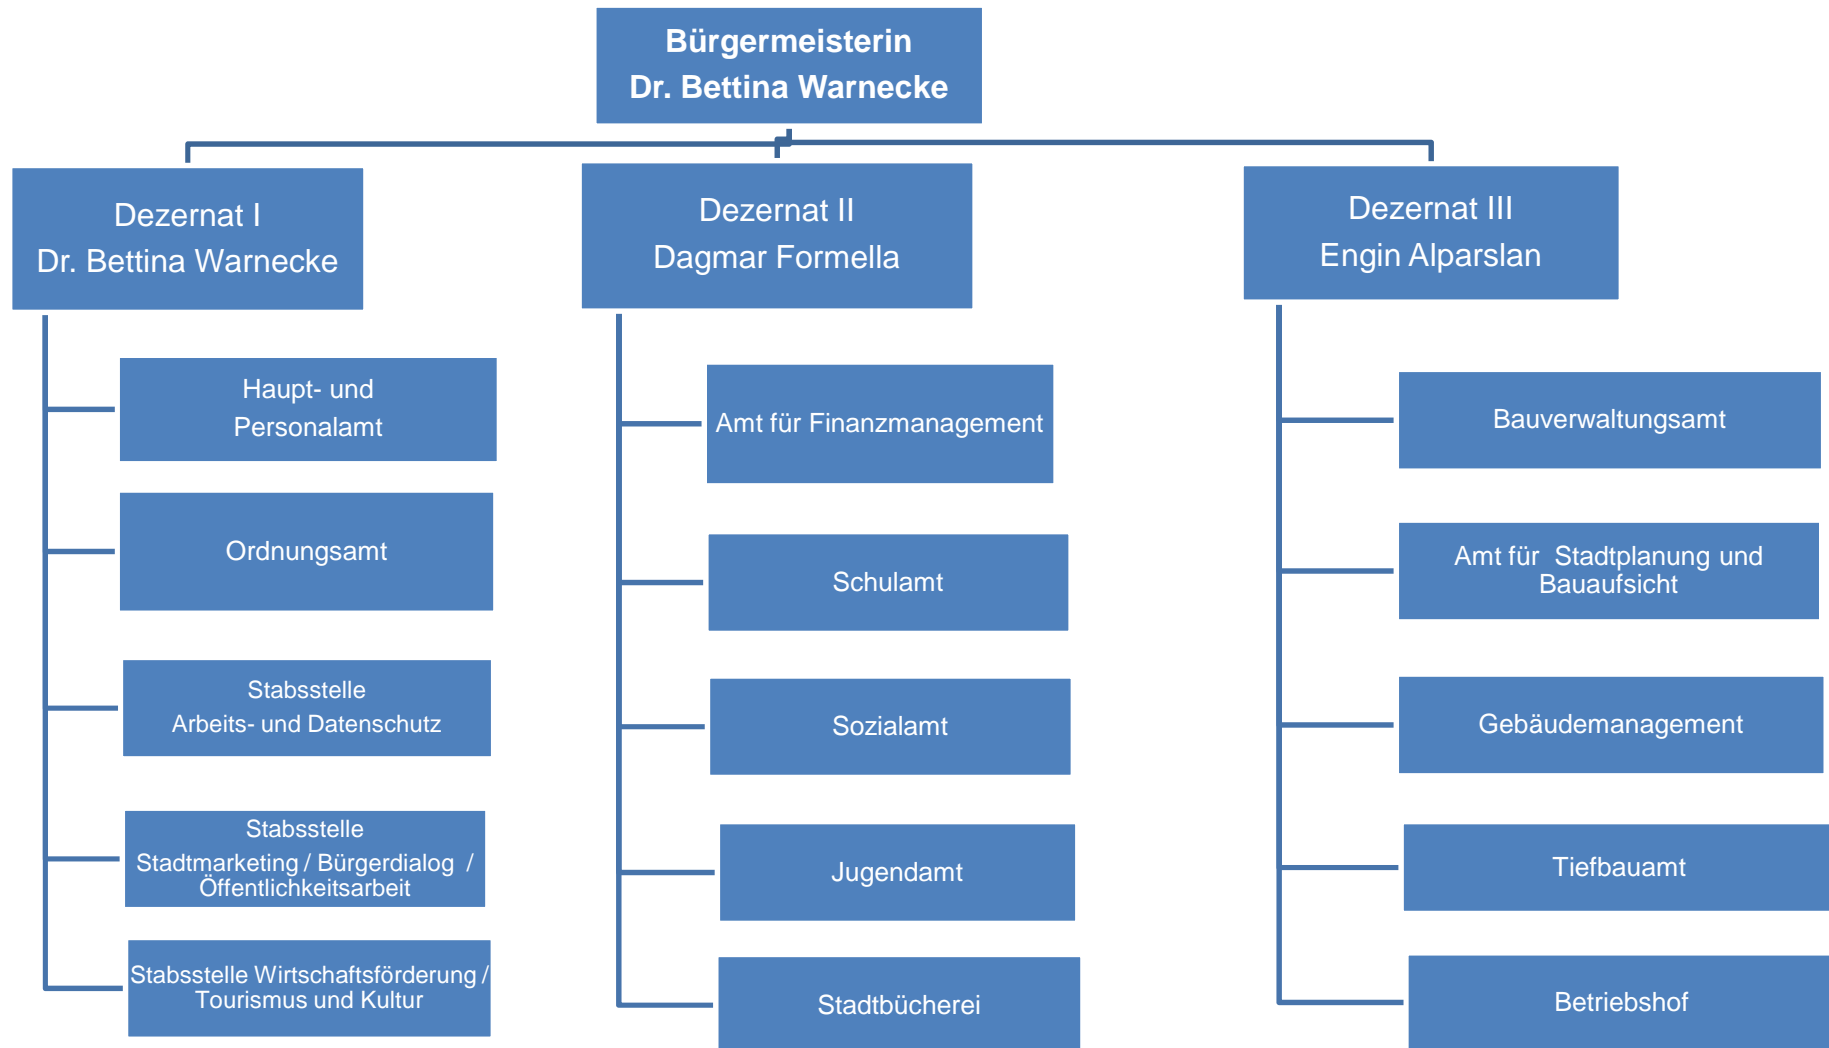 Bürgermeisterin
Dr. Bettina Warnecke
Dezernat I
Dr. Bettina Warnecke
Haupt- und
Personalamt
Ordnungsamt
Stabsstelle
Arbeits- und Datenschutz
Stabsstelle
Stadtmarketing / Bürgerdialog /
Öffentlichkeitsarbeit
Stabsstelle Wirtschaftsförderung /
Tourismus und Kultur
Dezernat II
Dagmar Formella
Amt für Finanzmanagement
Schulamt
Sozialamt
Jugendamt
Stadtbücherei
Dezernat III
Engin Alparslan
Bauverwaltungsamt
Amt für Stadtplanung und
Bauaufsicht
Gebäudemanagement
Tiefbauamt
Betriebshof